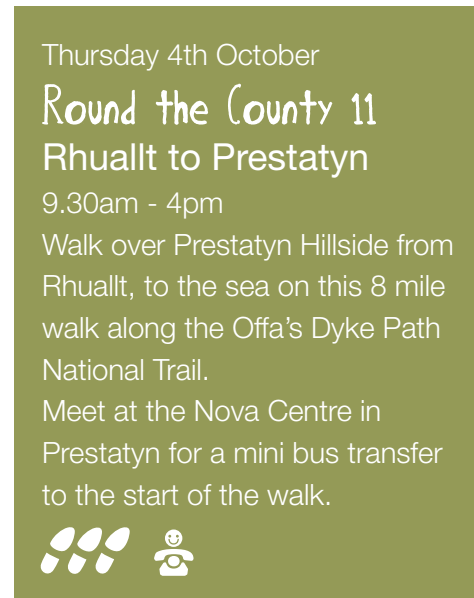 Thursday 4th October
Round the County 11
Rhuallt to Prestatyn
9.30am - 4pm
Walk over Prestatyn Hillside from
Rhuallt, to the sea on this 8 mile
walk along the Offa's Dyke Path
National Trail.
Meet at the Nova Centre in
Prestatyn for a mini bus transfer
to the start of the walk.